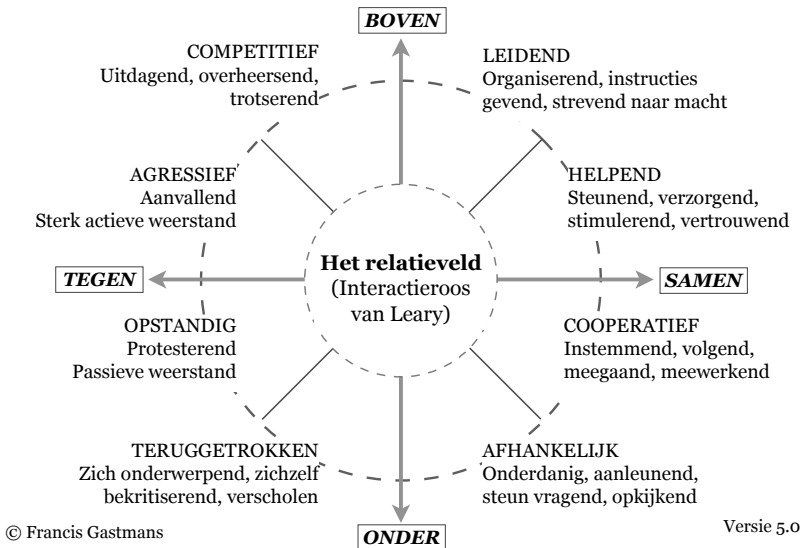 BOVEN
COMPETITIEF
Uitdagend, overheersend,
trotserend
LEIDEND
Organiserend, instructies
gevend, strevend naar macht
AGRESSIEF
Aanvallend
Sterk actieve weerstand
HELPEND
Steunend, verzorgend,
stimulerend, vertrouwend
TEGEN
Het relatieveld
(Interactieroos
van Leary)
SAMEN
OPSTANDIG
Protesterend
Passieve weerstand
COOPERATIEF
Instemmend, volgend,
meegaand, meewerkend
TERUGGETROKKEN
Zich onderwerpend, zichzelf
bekritiserend, verscholen
AFHANKELIJK
Onderdanig, aanleunend,
steun vragend, opkijkend
© Francis Gastmans
ONDER
Versie 5.0